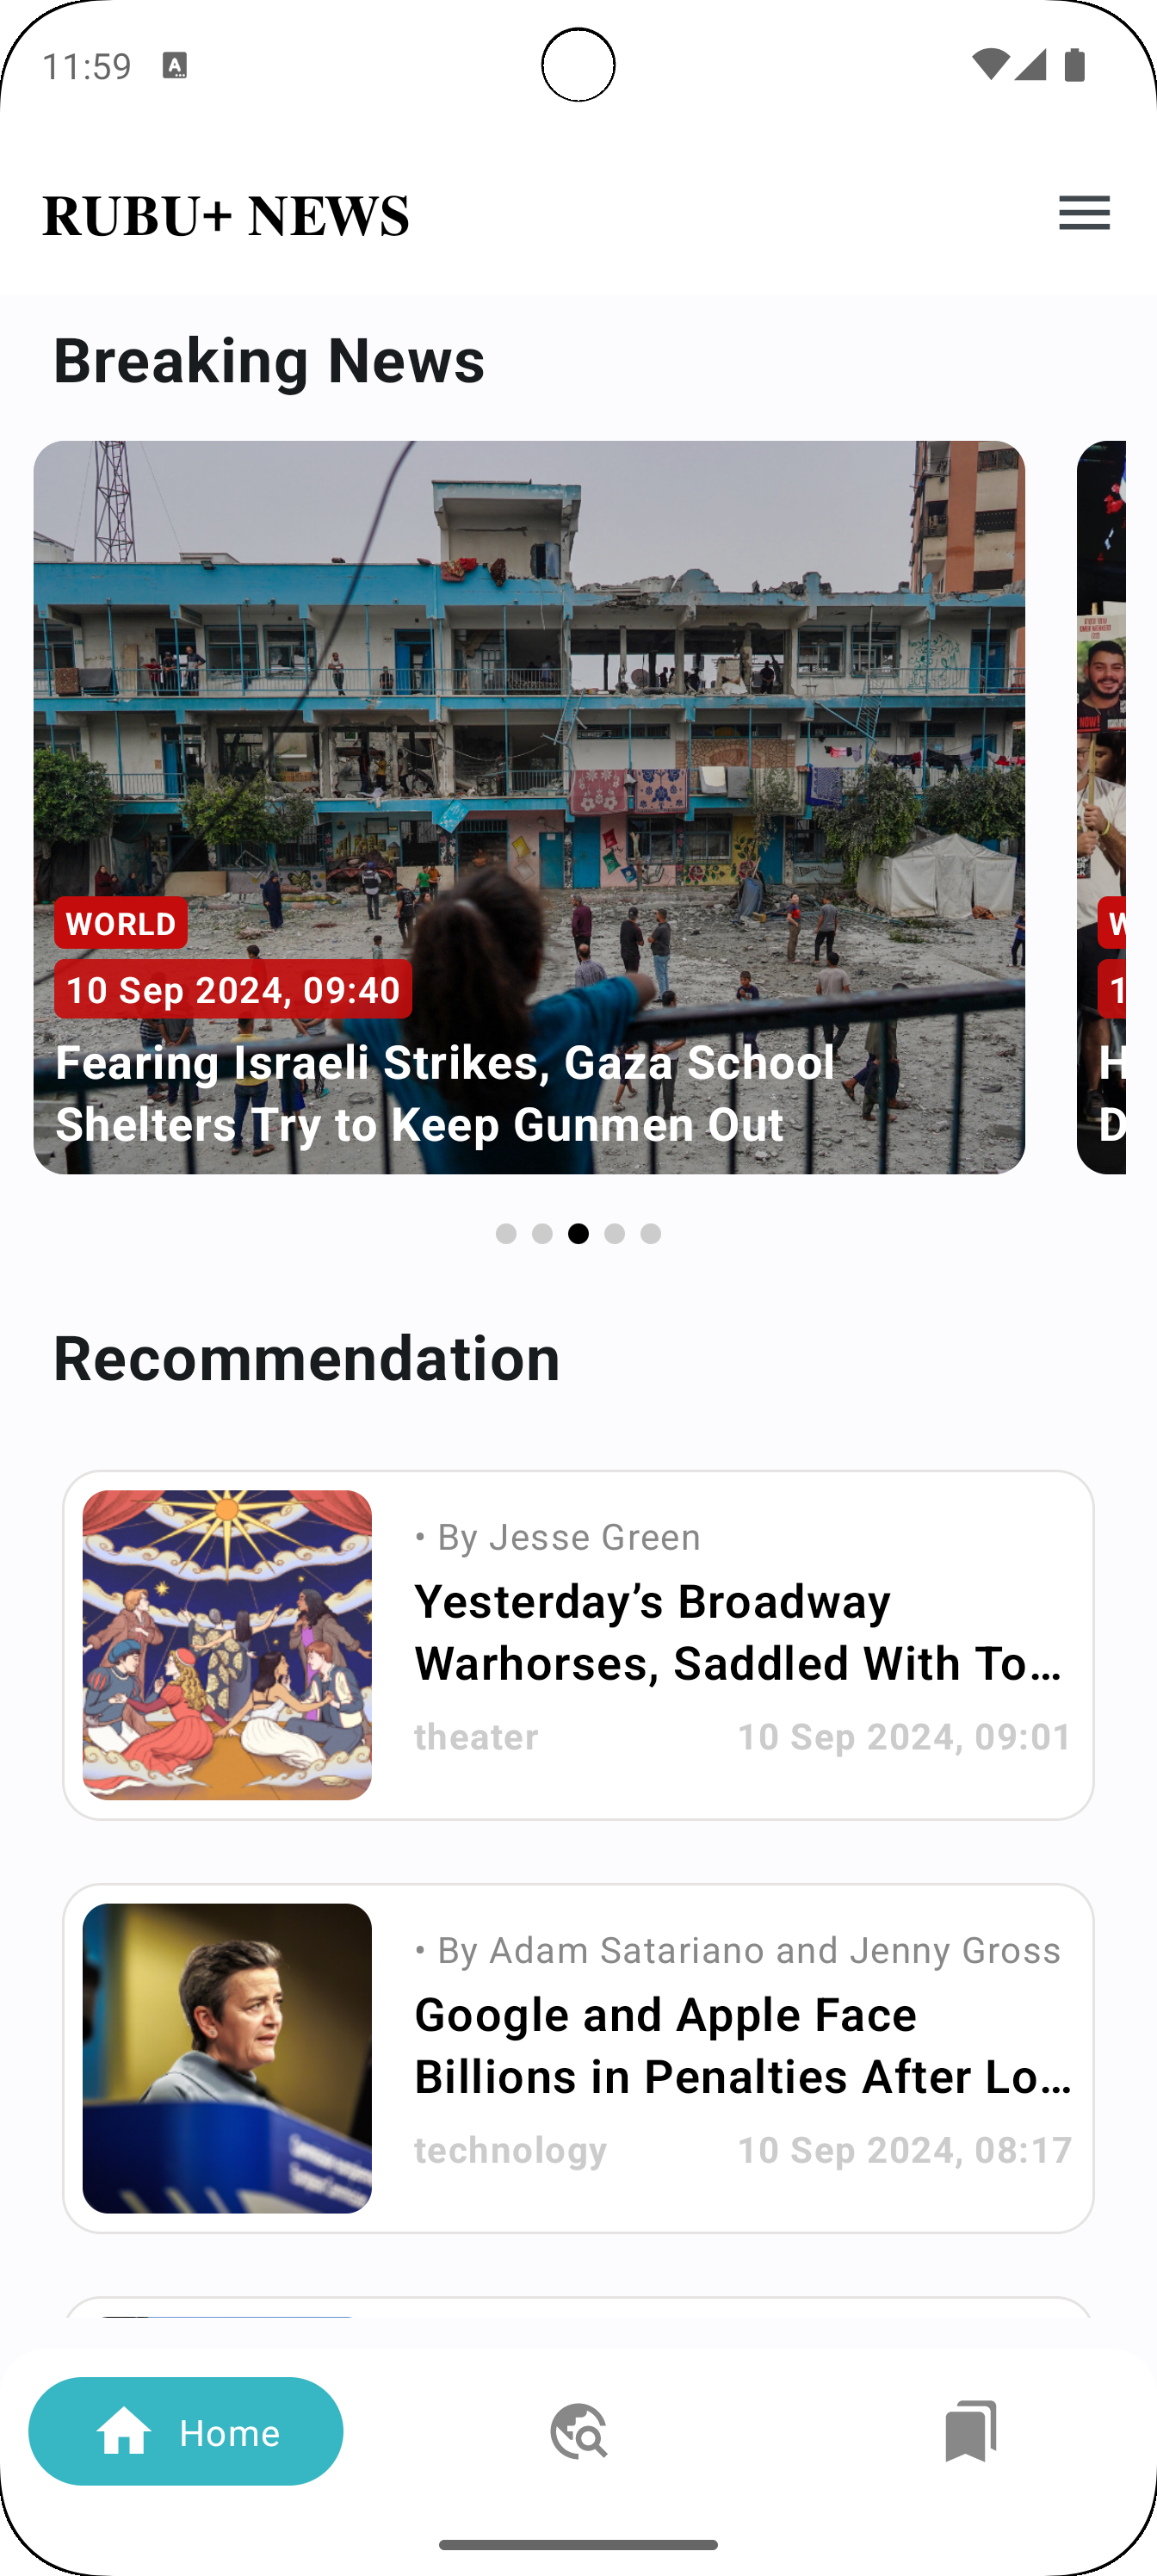 11:59
RUBU+ NEWS
Breaking News
WORLD
10 Sep 2024, 09:40
Fearing Israeli Strikes, Gaza School
Shelters Try to Keep Gunmen Out
Recommendation
• By Jesse Green
Yesterday’s Broadway
Warhorses, Saddled With To…
theater
10 Sep 2024, 09:01
• By Adam Satariano and Jenny Gross
Google and Apple Face
Billions in Penalties After Lo…
technology
10 Sep 2024, 08:17
Home